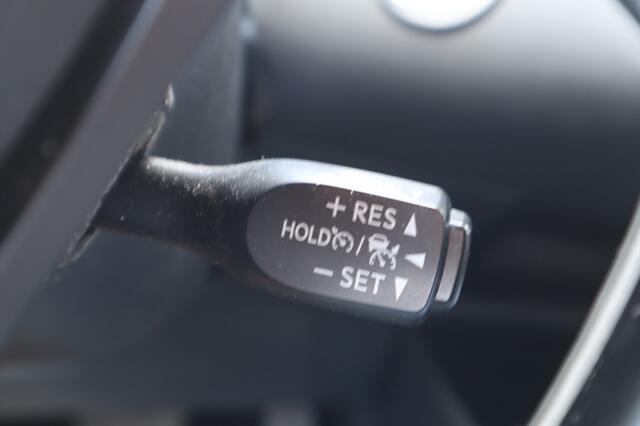 + RES ▲
HOLD / ◀
− SET ▼